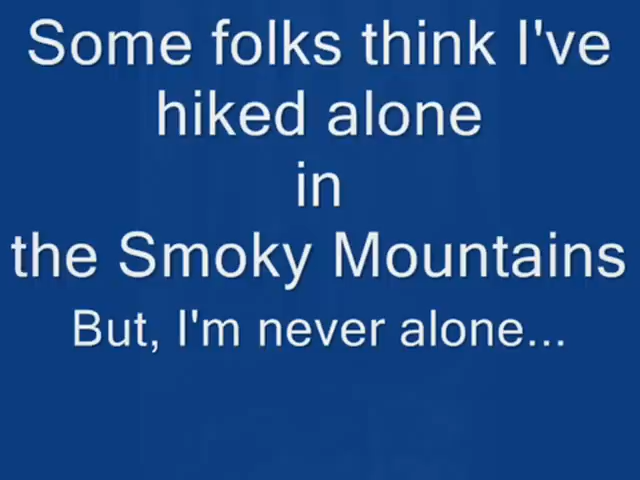 Some folks think I've
hiked alone
in
the Smoky Mountains
But, I'm never alone...